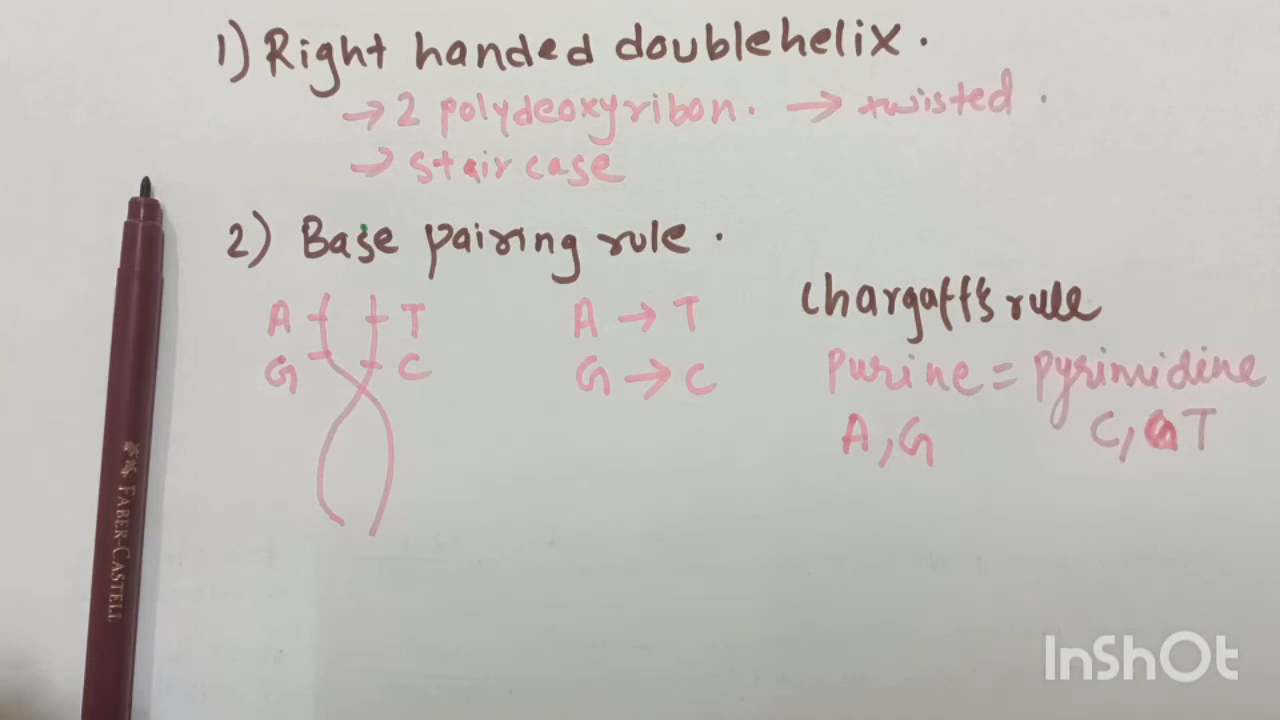 1) Right handed doublehelix.
→ 2 polydeoxyribon. → twisted.
→ staircase
2) Base pairing rule.
A T
G C
A → T
G → C
Chargaff's rule
purine = pyrimidine
A, G C, T
FABER-CASTELL
InShOt